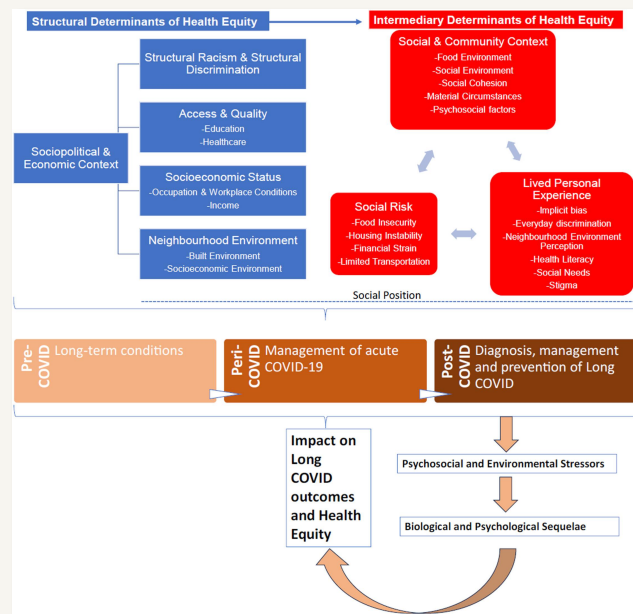 Structural Determinants of Health Equity
Intermediary Determinants of Health Equity
Sociopolitical &
Economic Context
Structural Racism & Structural
Discrimination
Access & Quality
-Education
-Healthcare
Socioeconomic Status
-Occupation & Workplace Conditions
-Income
Neighbourhood Environment
-Built Environment
-Socioeconomic Environment
Social & Community Context
-Food Environment
-Social Environment
-Social Cohesion
-Material Circumstances
-Psychosocial factors
Social Risk
-Food Insecurity
-Housing Instability
-Financial Strain
-Limited Transportation
Lived Personal
Experience
-Implicit bias
-Everyday discrimination
-Neighbourhood Environment
Perception
-Health Literacy
-Social Needs
-Stigma
Social Position
Pre-
COVID
Long-term conditions
Peri-
COVID
Management of acute
COVID-19
Post-
COVID
Diagnosis, management
and prevention of Long
COVID
Impact on
Long
COVID
outcomes
and Health
Equity
Psychosocial and Environmental Stressors
Biological and Psychological Sequelae